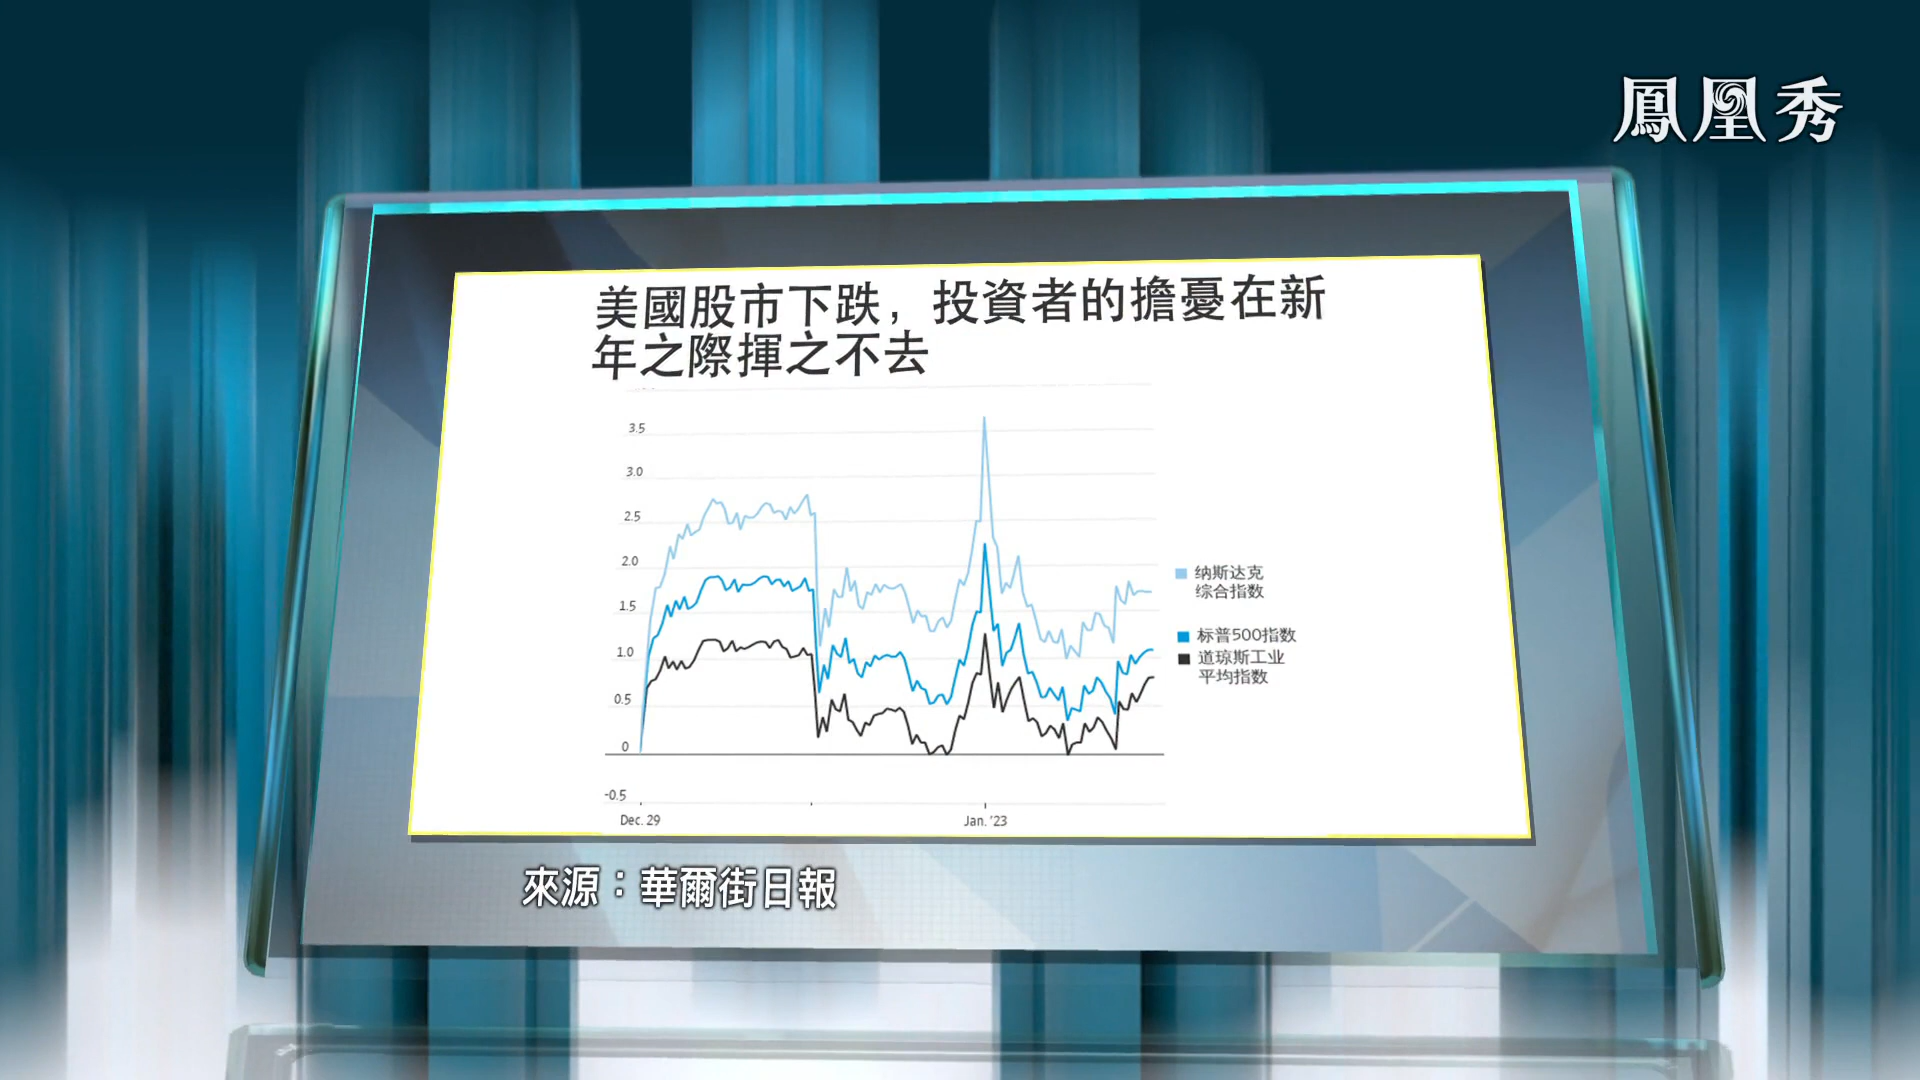 鳳凰秀
美國股市下跌，投資者的擔憂在新
年之際揮之不去
3.5
3.0
2.5
2.0
1.5
1.0
0.5
0
-0.5
Dec. 29
Jan. '23
纳斯达克
综合指数
标普500指数
道琼斯工业
平均指数
來源：華爾街日報